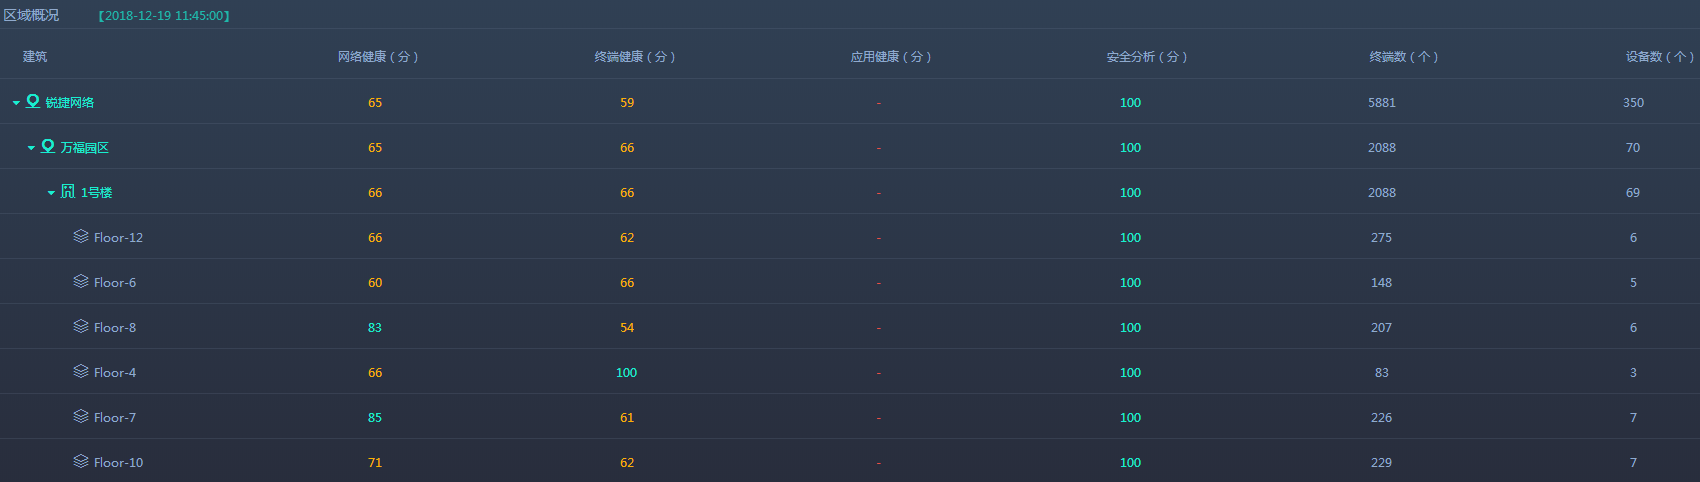 区域概况 【2018-12-19 11:45:00】
建筑 网络健康（分） 终端健康（分） 应用健康（分） 安全分析（分） 终端数（个） 设备数（个）
锐捷网络 65 59 - 100 5881 350
万福园区 65 66 - 100 2088 70
1号楼 66 66 - 100 2088 69
Floor-12 66 62 - 100 275 6
Floor-6 60 66 - 100 148 5
Floor-8 83 54 - 100 207 6
Floor-4 66 100 - 100 83 3
Floor-7 85 61 - 100 226 7
Floor-10 71 62 - 100 229 7